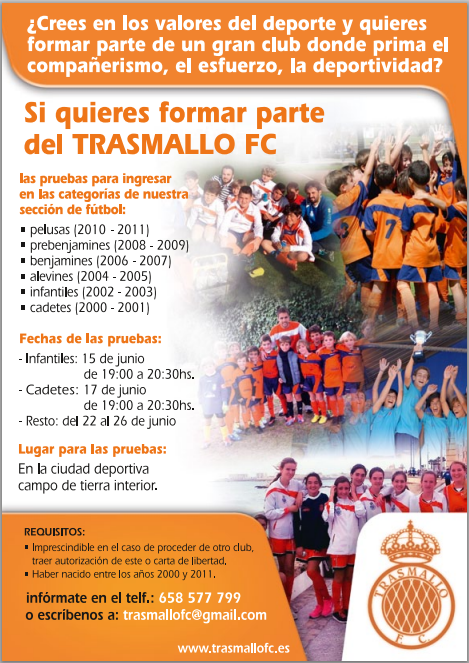 ¿Crees en los valores del deporte y quieres
formar parte de un gran club donde prima el
compañerismo, el esfuerzo, la deportividad?
Si quieres formar parte
del TRASMALLO FC
las pruebas para ingresar
en las categorías de nuestra
sección de fútbol:
▪ pelusas (2010 - 2011)
▪ prebenjamines (2008 - 2009)
▪ benjamines (2006 - 2007)
▪ alevines (2004 - 2005)
▪ infantiles (2002 - 2003)
▪ cadetes (2000 - 2001)
Fechas de las pruebas:
- Infantiles: 15 de junio
de 19:00 a 20:30hs.
- Cadetes: 17 de junio
de 19:00 a 20:30hs.
- Resto: del 22 al 26 de junio
Lugar para las pruebas:
En la ciudad deportiva
campo de tierra interior.
REQUISITOS:
▪ Imprescindible en el caso de proceder de otro club,
traer autorización de este o carta de libertad.
▪ Haber nacido entre los años 2000 y 2011.
infórmate en el telf.: 658 577 799
o escríbenos a: trasmallofc@gmail.com
www.trasmallofc.es
TRASMALLO
F. C.